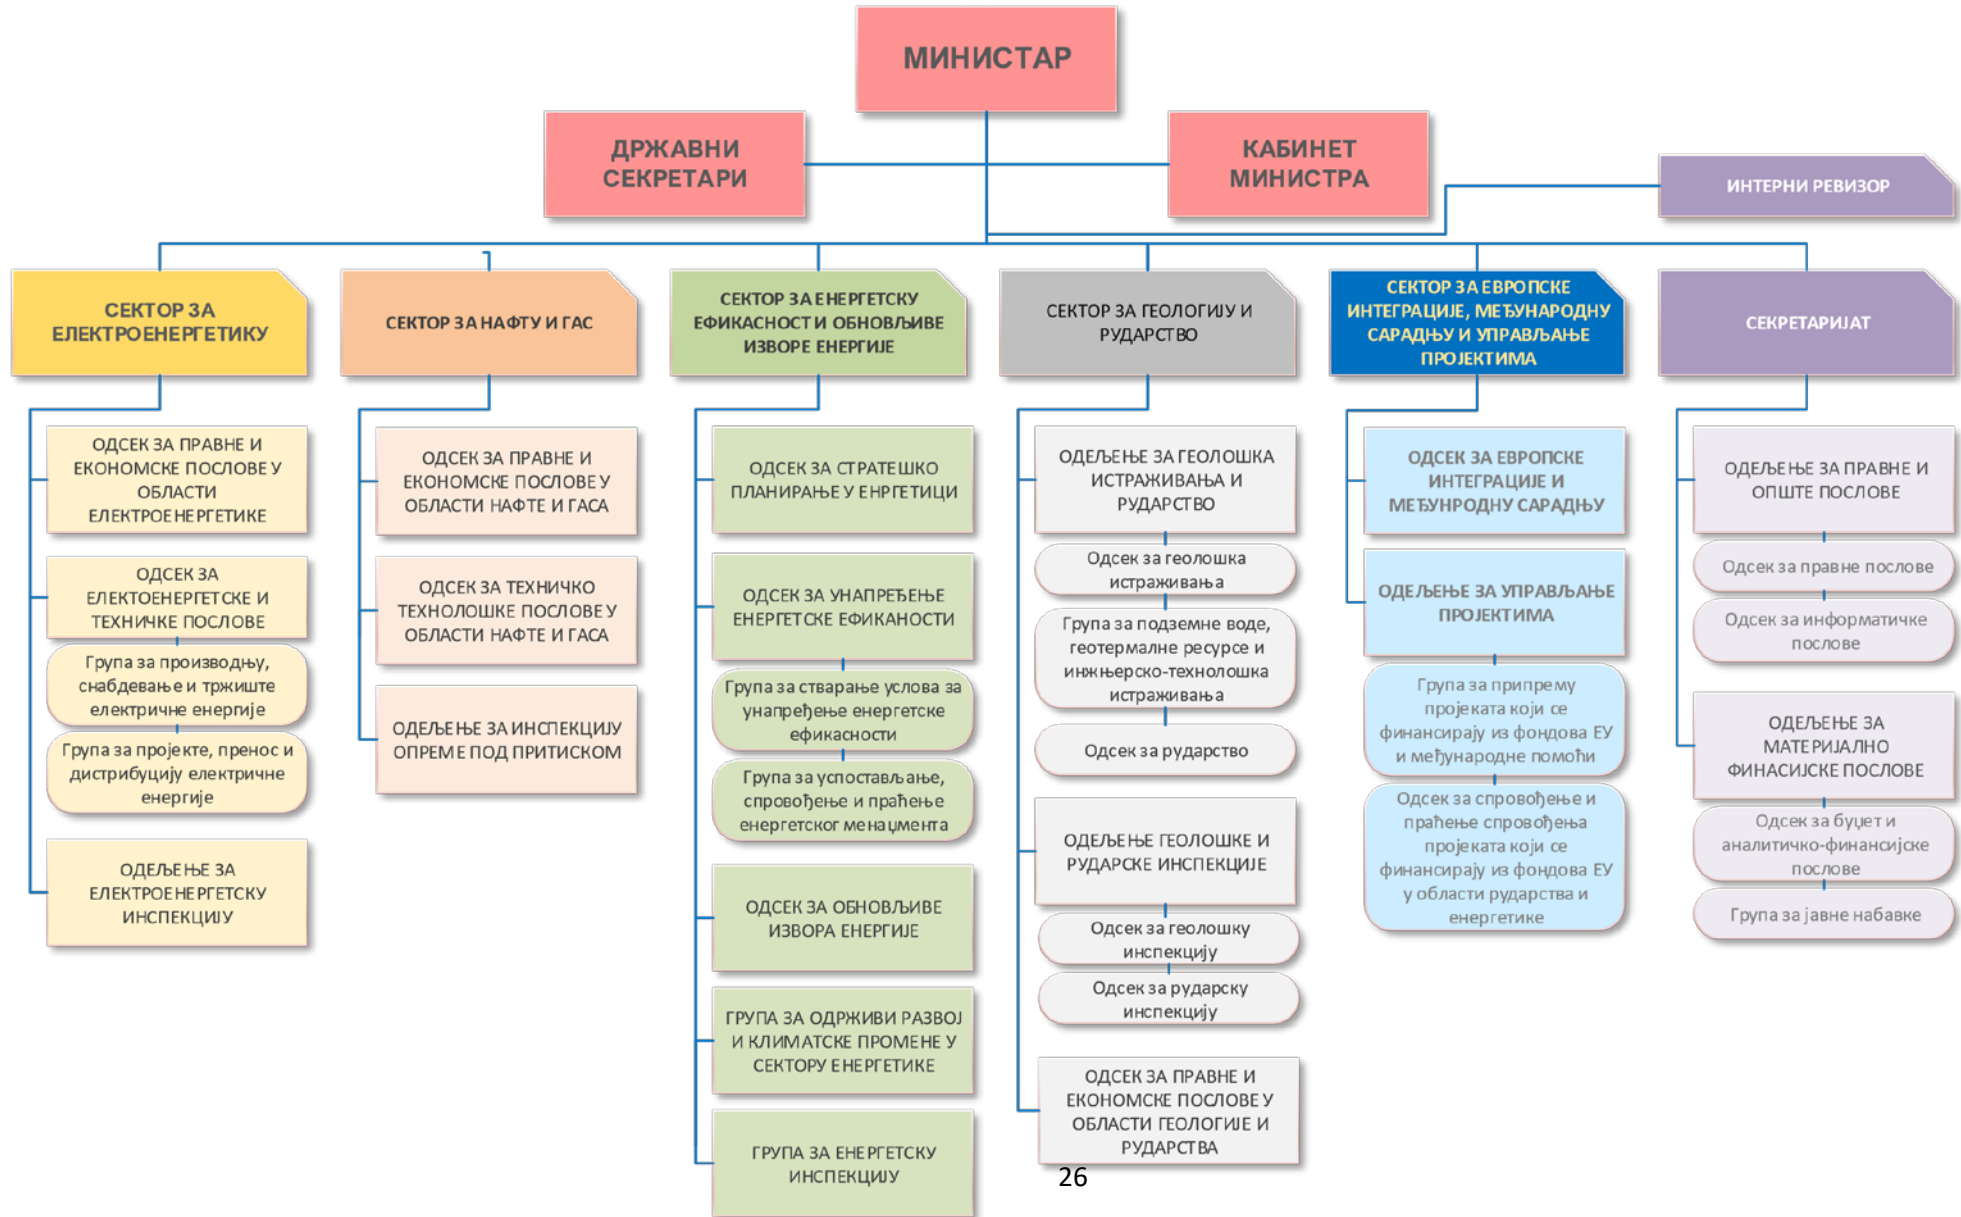 МИНИСТАР
ДРЖАВНИ
СЕКРЕТАРИ
КАБИНЕТ
МИНИСТРА
ИНТЕРНИ РЕВИЗОР
СЕКТОР ЗА
ЕЛЕКТРОЕНЕРГЕТИКУ
ОДСЕК ЗА ПРАВНЕ И
ЕКОНОМСКЕ ПОСЛОВЕ У
ОБЛАСТИ
ЕЛЕКТРОЕНЕРГЕТИКЕ
ОДСЕК ЗА
ЕЛЕКТОЕНЕРГЕТСКЕ И
ТЕХНИЧКЕ ПОСЛОВЕ
Група за производњу,
снабдевање и тржиште
електричне енергије
Група за пројекте, пренос и
дистрибуцију електричне
енергије
ОДЕЉЕЊЕ ЗА
ЕЛЕКТРОЕНЕРГЕТСКУ
ИНСПЕКЦИЈУ
СЕКТОР ЗА НАФТУ И ГАС
ОДСЕК ЗА ПРАВНЕ И
ЕКОНОМСКЕ ПОСЛОВЕ У
ОБЛАСТИ НАФТЕ И ГАСА
ОДСЕК ЗА ТЕХНИЧКО
ТЕХНОЛОШКЕ ПОСЛОВЕ У
ОБЛАСТИ НАФТЕ И ГАСА
ОДЕЉЕЊЕ ЗА ИНСПЕКЦИЈУ
ОПРЕМЕ ПОД ПРИТИСКОМ
СЕКТОР ЗА ЕНЕРГЕТСКУ
ЕФИКАСНОСТ И ОБНОВЉИВЕ
ИЗВОРЕ ЕНЕРГИЈЕ
ОДСЕК ЗА СТРАТЕШКО
ПЛАНИРАЊЕ У ЕНРГЕТИЦИ
ОДСЕК ЗА УНАПРЕЂЕЊЕ
ЕНЕРГЕТСКЕ ЕФИКАНОСТИ
Група за стварање услова за
унапређење енергетске
ефикасности
Група за успостављање,
спровођење и праћење
енергетског менаџмента
ОДСЕК ЗА ОБНОВЉИВЕ
ИЗВОРА ЕНЕРГИЈЕ
ГРУПА ЗА ОДРЖИВИ РАЗВОЈ
И КЛИМАТСКЕ ПРОМЕНЕ У
СЕКТОРУ ЕНЕРГЕТИКЕ
ГРУПА ЗА ЕНЕРГЕТСКУ
ИНСПЕКЦИЈУ
СЕКТОР ЗА ГЕОЛОГИЈУ И
РУДАРСТВО
ОДЕЉЕЊЕ ЗА ГЕОЛОШКА
ИСТРАЖИВАЊА И
РУДАРСТВО
Одсек за геолошка
истраживања
Група за подземне воде,
геотермалне ресурсе и
инжњерско-технолошка
истраживања
Одсек за рударство
ОДЕЉЕЊЕ ГЕОЛОШКЕ И
РУДАРСКЕ ИНСПЕКЦИЈЕ
Одсек за геолошку
инспекцију
Одсек за рударску
инспекцију
ОДСЕК ЗА ПРАВНЕ И
ЕКОНОМСКЕ ПОСЛОВЕ У
ОБЛАСТИ ГЕОЛОГИЈЕ И
РУДАРСТВА
СЕКТОР ЗА ЕВРОПСКЕ
ИНТЕГРАЦИЈЕ, МЕЂУНАРОДНУ
САРАДЊУ И УПРАВЉАЊЕ
ПРОЈЕКТИМА
ОДСЕК ЗА ЕВРОПСКЕ
ИНТЕГРАЦИЈЕ И
МЕЂУНРОДНУ САРАДЊУ
ОДЕЉЕЊЕ ЗА УПРАВЉАЊЕ
ПРОЈЕКТИМА
Група за припрему
пројеката који се
финансирају из фондова ЕУ
и међународне помоћи
Одсек за спровођење и
праћење спровођења
пројеката који се
финансирају из фондова ЕУ
у области рударства и
енергетике
СЕКРЕТАРИЈАТ
ОДЕЉЕЊЕ ЗА ПРАВНЕ И
ОПШТЕ ПОСЛОВЕ
Одсек за правне послове
Одсек за информатичке
послове
ОДЕЉЕЊЕ ЗА
МАТЕРИЈАЛНО
ФИНАСИЈСКЕ ПОСЛОВЕ
Одсек за буџет и
аналитичко-финансијске
послове
Група за јавне набавке
26